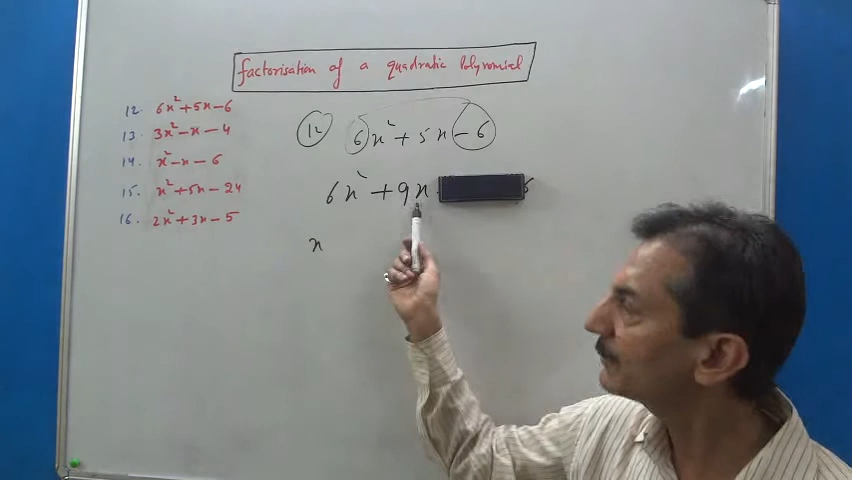 factorisation of a quadratic Polynomial
12. 6x² + 5x - 6
13. 3x² - x - 4
14. x² - x - 6
15. x² + 5x - 24
16. 2x² + 3x - 5
12 6x² + 5x - 6
6x² + 9x 6
x